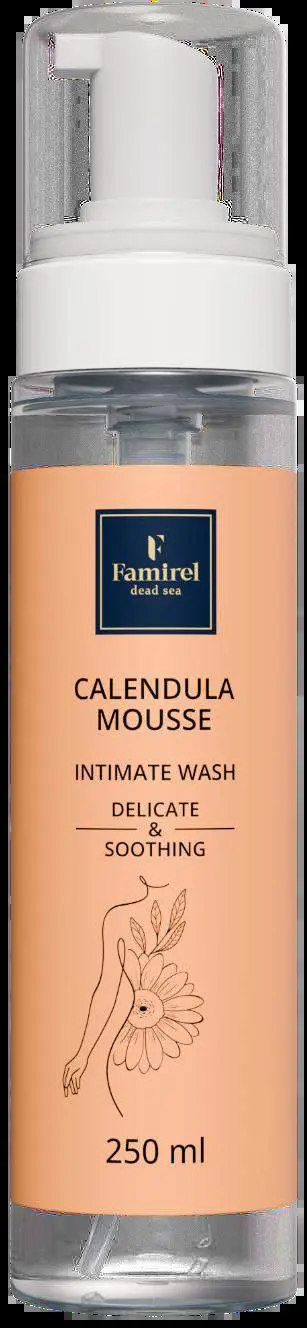 F
Famirel
dead sea
CALENDULA
MOUSSE
INTIMATE WASH
DELICATE
&
SOOTHING
250 ml